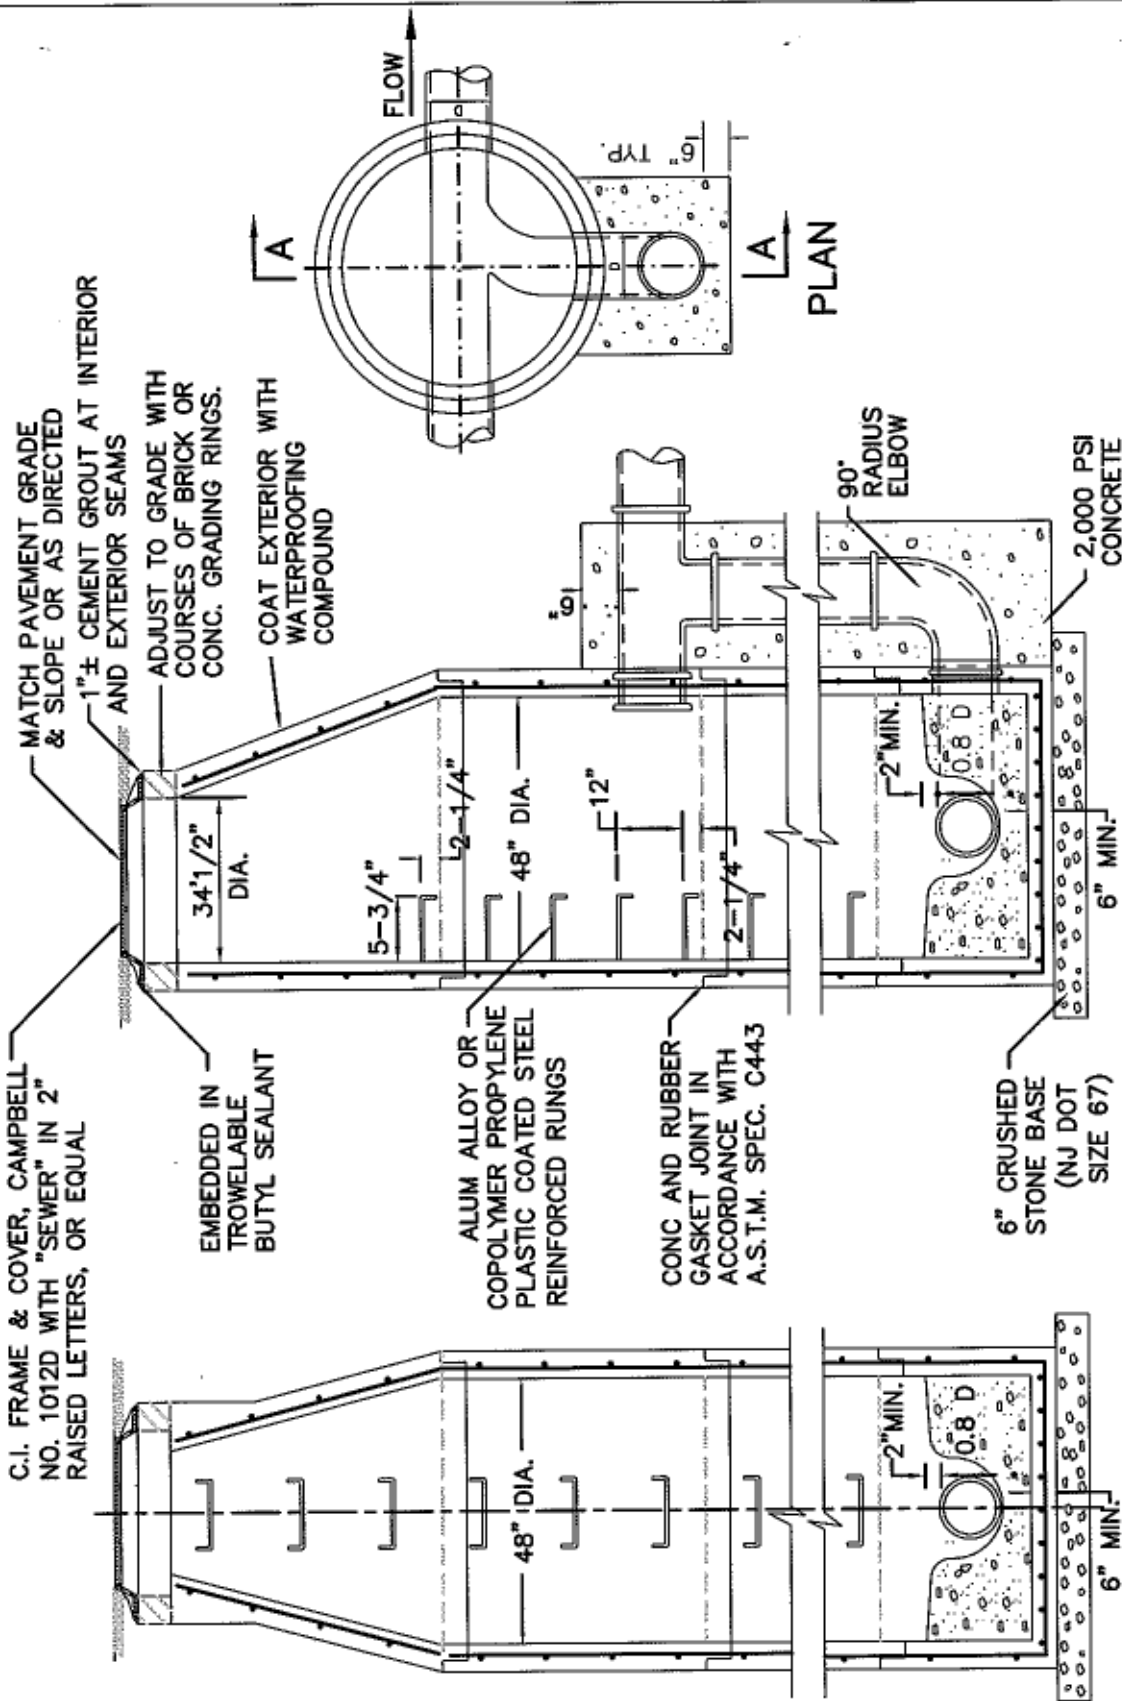 C.I. FRAME & COVER, CAMPBELL
NO. 1012D WITH "SEWER" IN 2"
RAISED LETTERS, OR EQUAL
MATCH PAVEMENT GRADE
& SLOPE OR AS DIRECTED
1"± CEMENT GROUT AT INTERIOR
AND EXTERIOR SEAMS
ADJUST TO GRADE WITH
COURSES OF BRICK OR
CONC. GRADING RINGS.
COAT EXTERIOR WITH
WATERPROOFING
COMPOUND
EMBEDDED IN
TROWELABLE
BUTYL SEALANT
34'1/2"
DIA.
5-3/4"
2-1/4"
48" DIA.
12"
2-1/4"
ALUM ALLOY OR
COPOLYMER PROPYLENE
PLASTIC COATED STEEL
REINFORCED RUNGS
CONC AND RUBBER
GASKET JOINT IN
ACCORDANCE WITH
A.S.T.M. SPEC. C443
6" CRUSHED
STONE BASE
(NJ DOT
SIZE 67)
6"
2"MIN.
0.8 D
6" MIN.
90°
RADIUS
ELBOW
2,000 PSI
CONCRETE
48" DIA.
2"MIN.
0.8 D
6" MIN.
FLOW
A
D
D
6" TYP.
A
PLAN